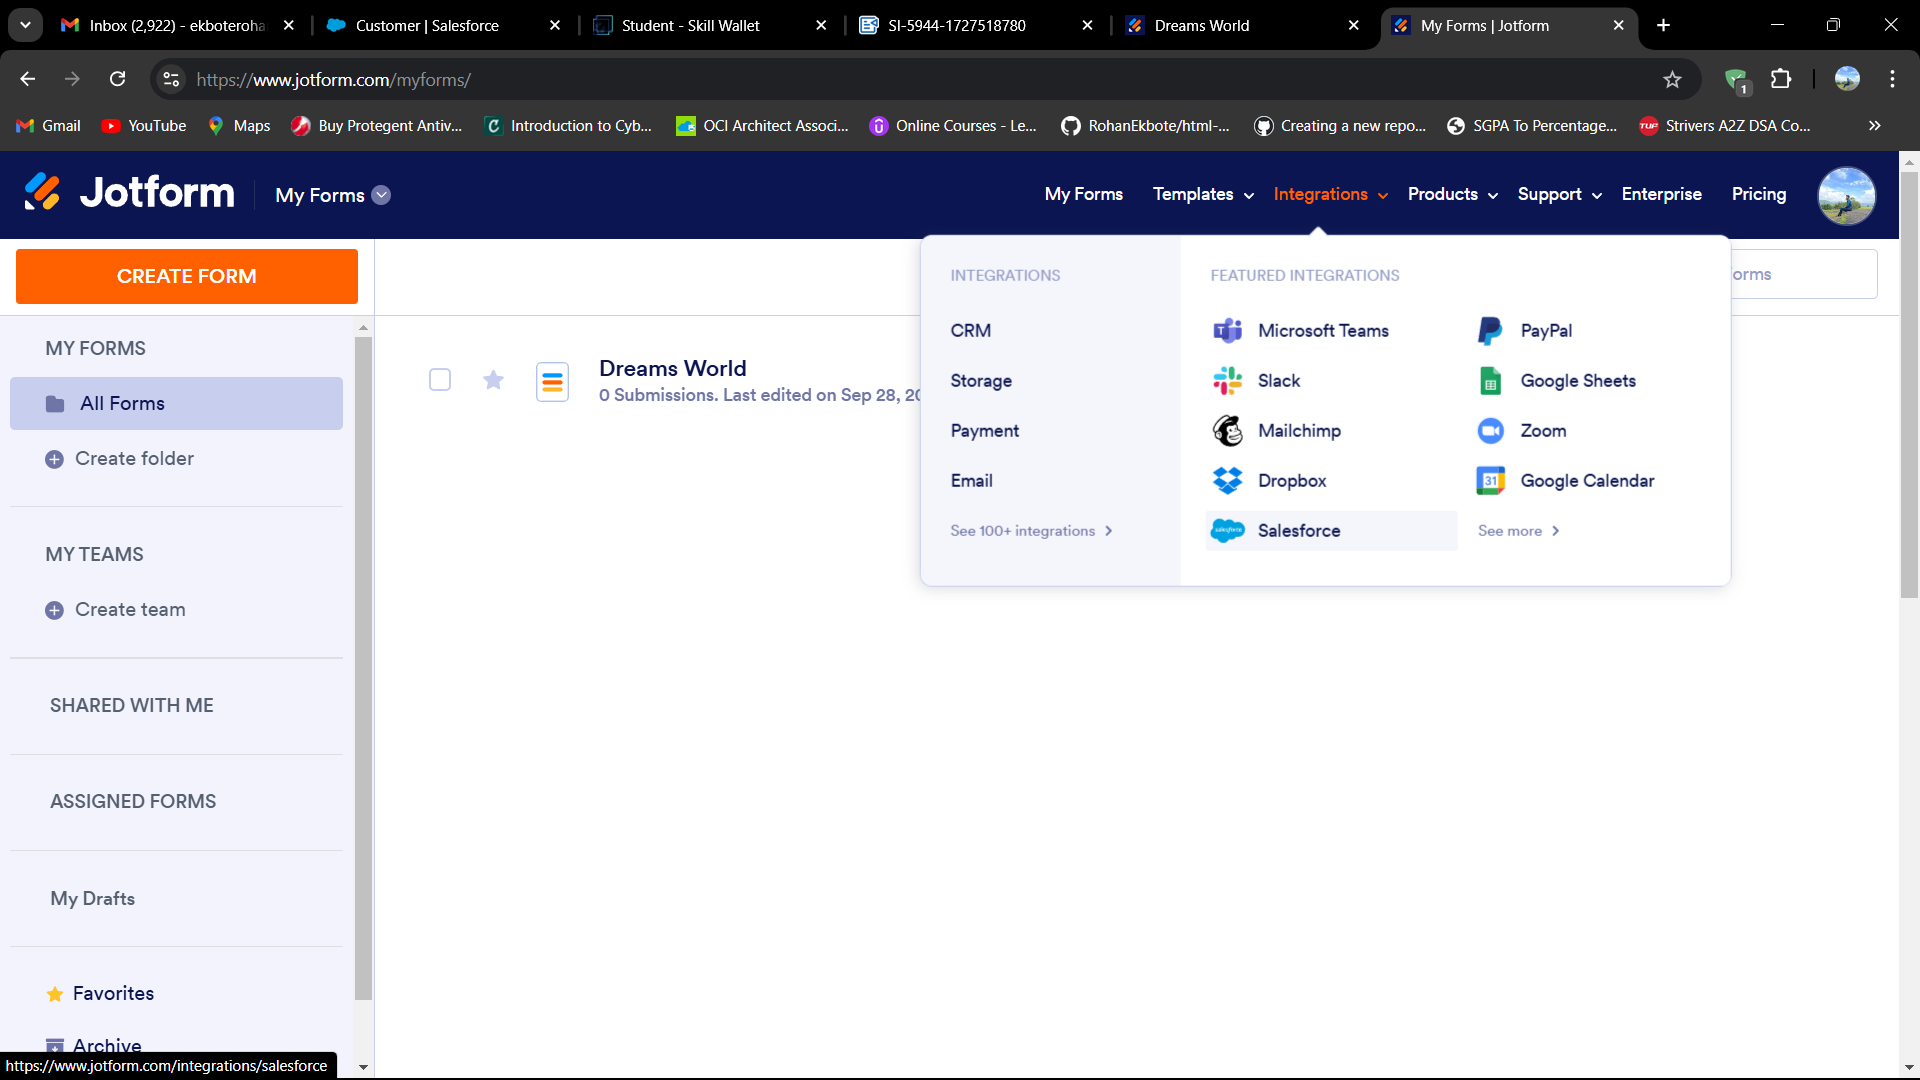 Inbox (2,922) - ekboteroha
Customer | Salesforce
Student - Skill Wallet
SI-5944-1727518780
Dreams World
My Forms | Jotform
https://www.jotform.com/myforms/
1
Gmail
YouTube
Maps
Buy Protegent Antiv...
Introduction to Cyb...
OCI Architect Associ...
Online Courses - Le...
RohanEkbote/html-...
Creating a new repo...
SGPA To Percentage...
TUF
Strivers A2Z DSA Co...
Jotform
My Forms
My Forms
Templates
Integrations
Products
Support
Enterprise
Pricing
CREATE FORM
MY FORMS
All Forms
Create folder
MY TEAMS
Create team
SHARED WITH ME
ASSIGNED FORMS
My Drafts
Favorites
Archive
Dreams World
0 Submissions. Last edited on Sep 28, 20
INTEGRATIONS
CRM
Storage
Payment
Email
See 100+ integrations
FEATURED INTEGRATIONS
Microsoft Teams
PayPal
Slack
Google Sheets
Mailchimp
Zoom
Dropbox
31
Google Calendar
salesforce
Salesforce
See more
orms
https://www.jotform.com/integrations/salesforce